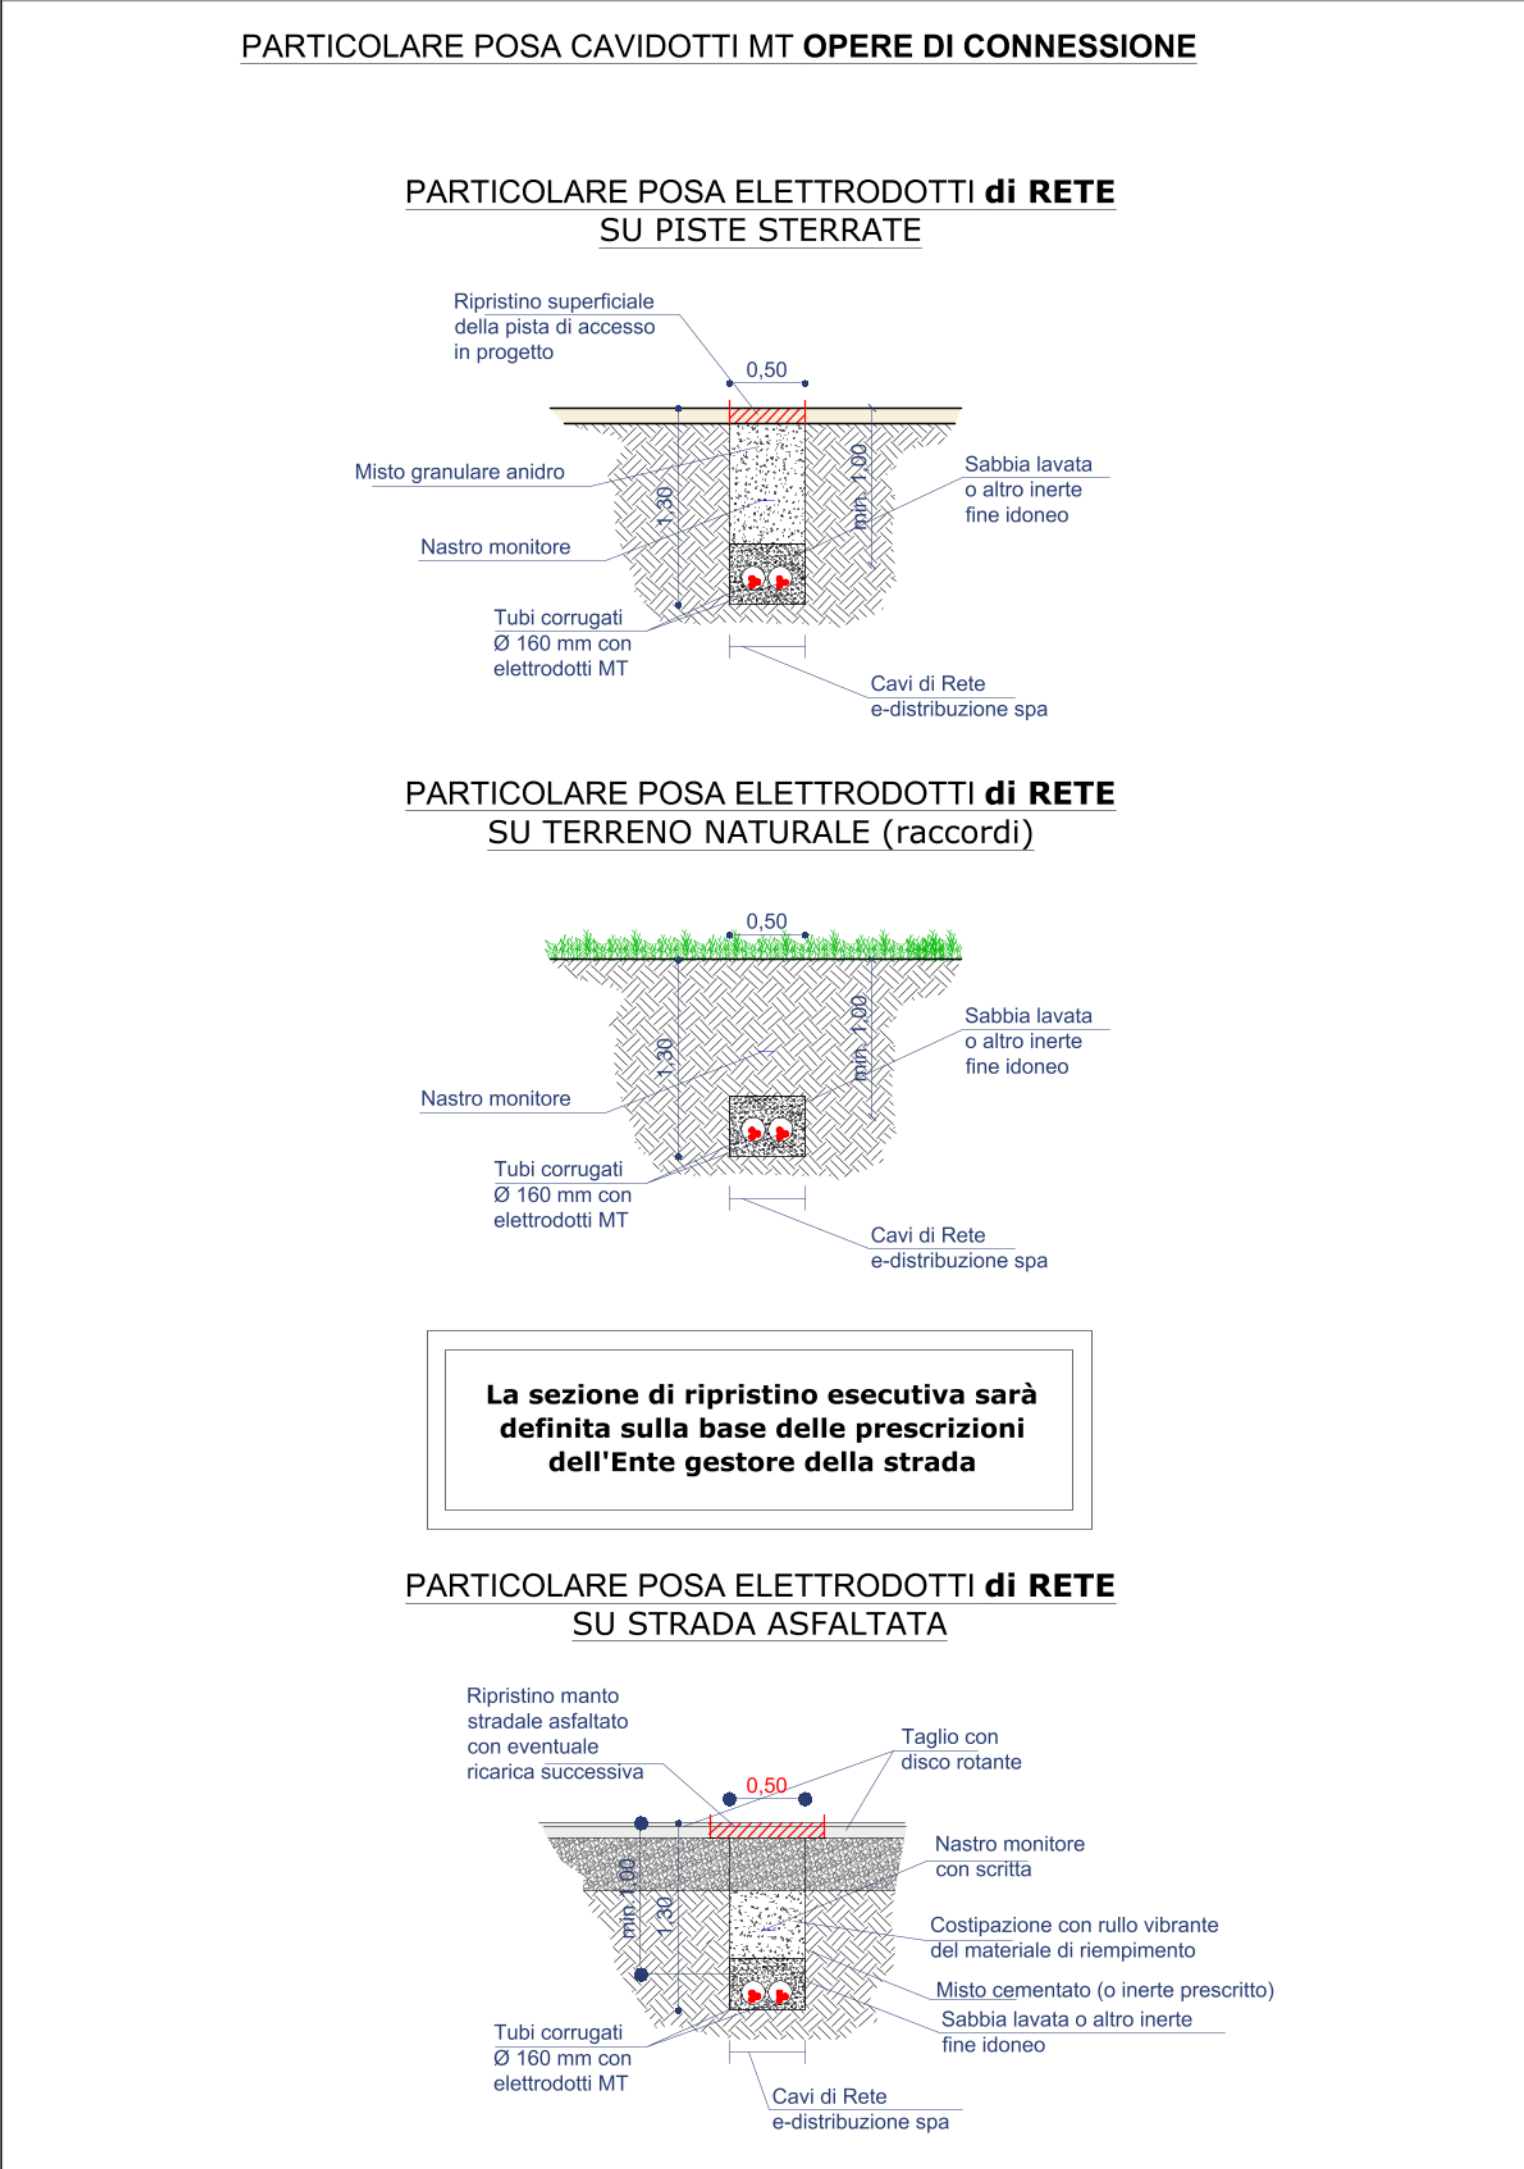 PARTICOLARE POSA CAVIDOTTI MT OPERE DI CONNESSIONE
PARTICOLARE POSA ELETTRODOTTI di RETE
SU PISTE STERRATE
Ripristino superficiale
della pista di accesso
in progetto
0,50
Misto granulare anidro
1,30
min. 1,00
Sabbia lavata
o altro inerte
fine idoneo
Nastro monitore
Tubi corrugati
Ø 160 mm con
elettrodotti MT
Cavi di Rete
e-distribuzione spa
PARTICOLARE POSA ELETTRODOTTI di RETE
SU TERRENO NATURALE (raccordi)
0,50
1,30
min. 1,00
Sabbia lavata
o altro inerte
fine idoneo
Nastro monitore
Tubi corrugati
Ø 160 mm con
elettrodotti MT
Cavi di Rete
e-distribuzione spa
La sezione di ripristino esecutiva sarà
definita sulla base delle prescrizioni
dell'Ente gestore della strada
PARTICOLARE POSA ELETTRODOTTI di RETE
SU STRADA ASFALTATA
Ripristino manto
stradale asfaltato
con eventuale
ricarica successiva
Taglio con
disco rotante
0,50
min. 1,00
1,30
Nastro monitore
con scritta
Costipazione con rullo vibrante
del materiale di riempimento
Misto cementato (o inerte prescritto)
Sabbia lavata o altro inerte
fine idoneo
Tubi corrugati
Ø 160 mm con
elettrodotti MT
Cavi di Rete
e-distribuzione spa